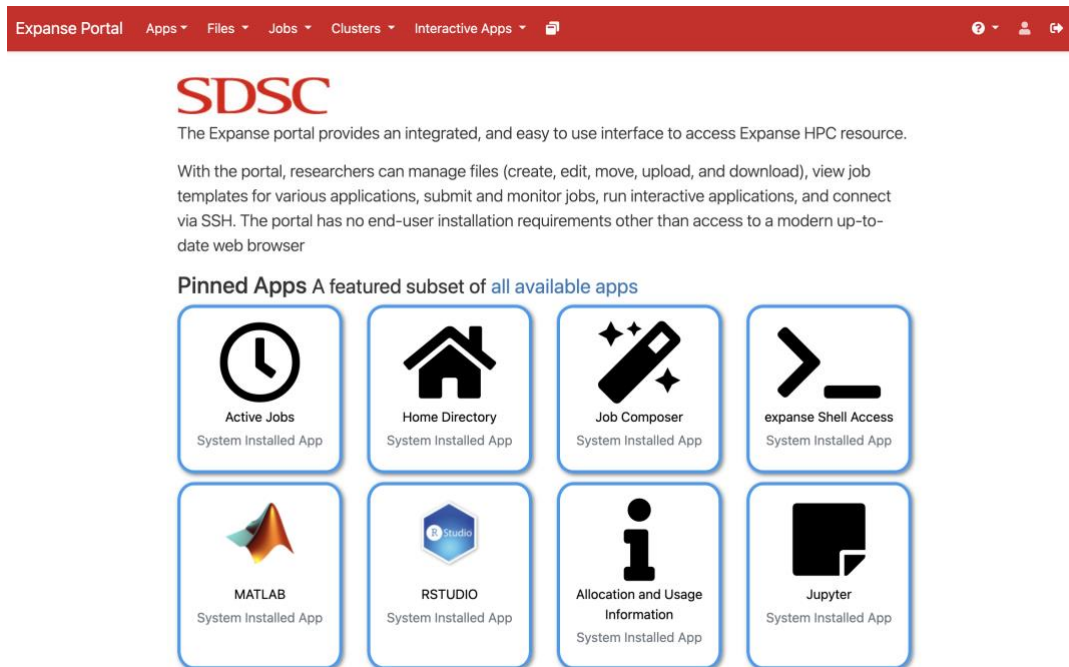 Expanse Portal Apps Files Jobs Clusters Interactive Apps
SDSC
The Expanse portal provides an integrated, and easy to use interface to access Expanse HPC resource.
With the portal, researchers can manage files (create, edit, move, upload, and download), view job
templates for various applications, submit and monitor jobs, run interactive applications, and connect
via SSH. The portal has no end-user installation requirements other than access to a modern up-to-
date web browser
Pinned Apps A featured subset of all available apps
Active Jobs
System Installed App
Home Directory
System Installed App
Job Composer
System Installed App
expanse Shell Access
System Installed App
MATLAB
System Installed App
R Studio
RSTUDIO
System Installed App
Allocation and Usage
Information
System Installed App
Jupyter
System Installed App